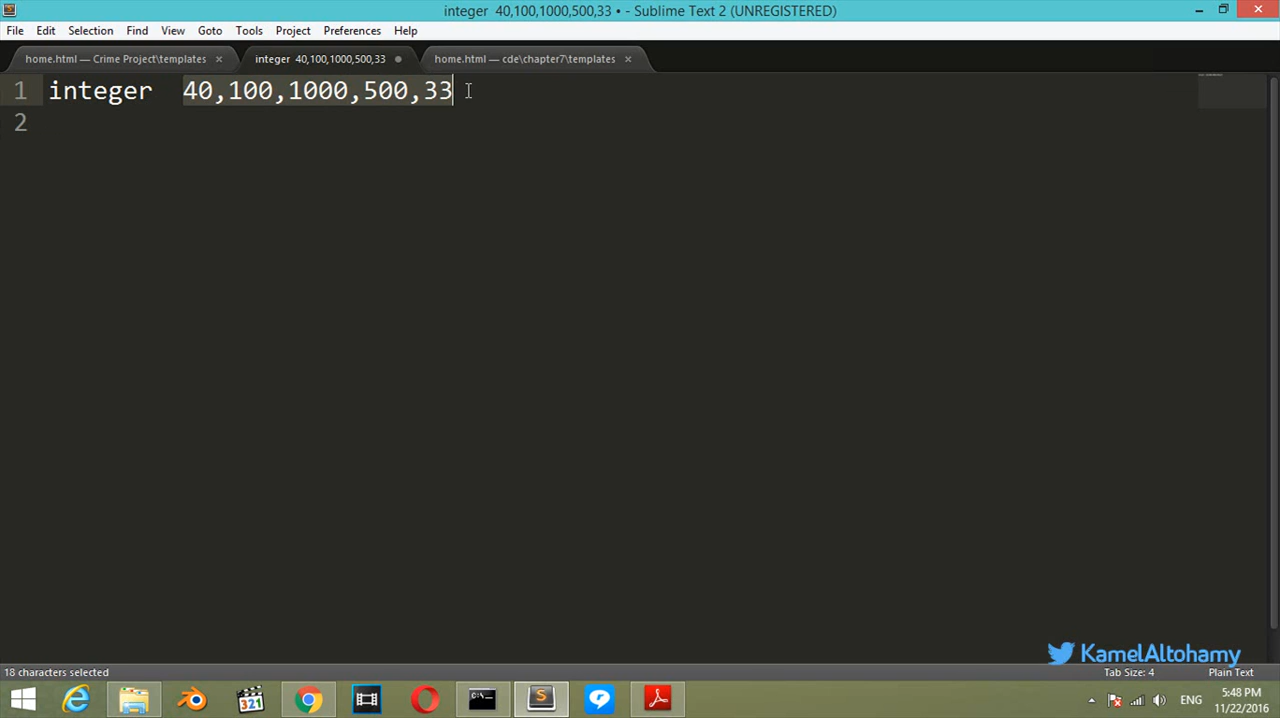 integer  40,100,1000,500,33 • - Sublime Text 2 (UNREGISTERED)
File Edit Selection Find View Goto Tools Project Preferences Help
home.html — Crime Project\templates × integer  40,100,1000,500,33 home.html — cde\chapter7\templates ×
1 integer  40,100,1000,500,33
2
KamelAltohamy
18 characters selected Tab Size: 4 Plain Text
321
ENG
5:48 PM
11/22/2016